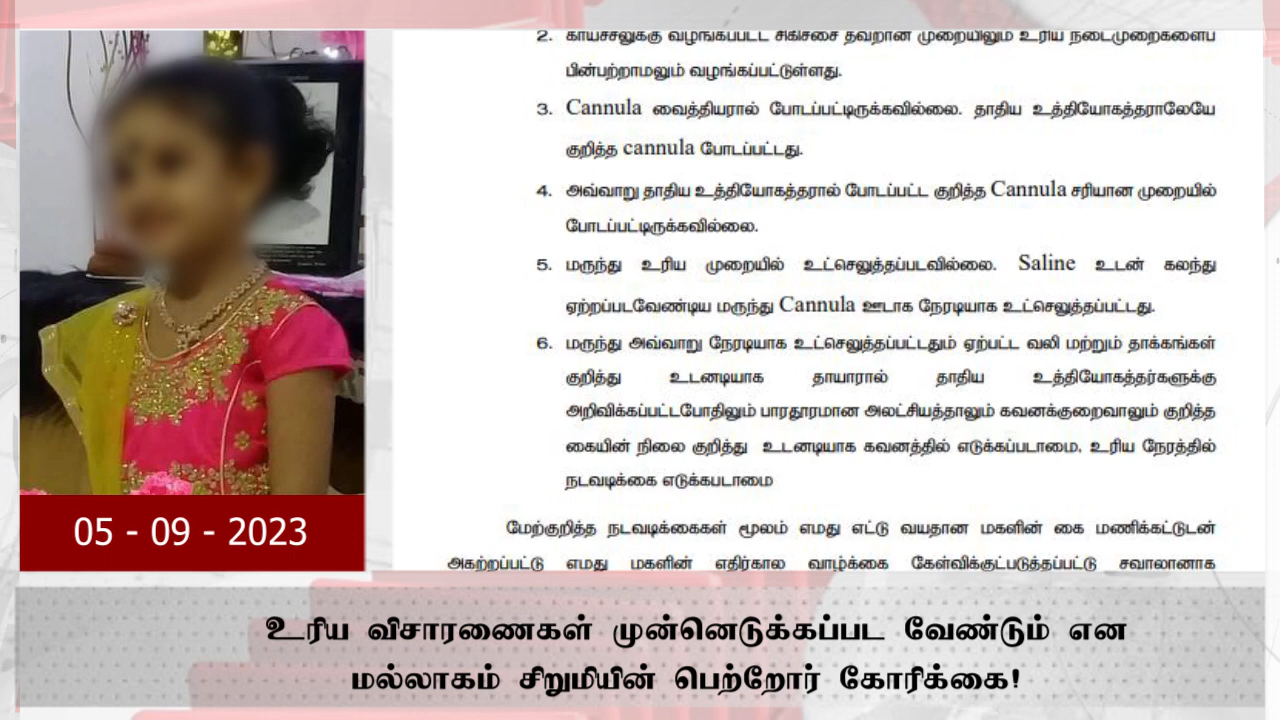 2. காய்ச்சலுக்கு வழங்கப்பட்ட சிகிச்சை தவறான முறையிலும் உரிய நடைமுறைகளைப்
பின்பற்றாமலும் வழங்கப்பட்டுள்ளது.
3. Cannula வைத்தியரால் போடப்பட்டிருக்கவில்லை. தாதிய உத்தியோகத்தராலேயே
குறித்த cannula போடப்பட்டது.
4. அவ்வாறு தாதிய உத்தியோகத்தரால் போடப்பட்ட குறித்த Cannula சரியான முறையில்
போடப்பட்டிருக்கவில்லை.
5. மருந்து உரிய முறையில் உட்செலுத்தப்படவில்லை. Saline உடன் கலந்து
ஏற்றப்படவேண்டிய மருந்து Cannula ஊடாக நேரடியாக உட்செலுத்தப்பட்டது.
6. மருந்து அவ்வாறு நேரடியாக உட்செலுத்தப்பட்டதும் ஏற்பட்ட வலி மற்றும் தாக்கங்கள்
குறித்து உடனடியாக தாயாரால் தாதிய உத்தியோகத்தர்களுக்கு
அறிவிக்கப்பட்டபோதிலும் பாரதூரமான அலட்சியத்தாலும் கவனக்குறைவாலும் குறித்த
கையின் நிலை குறித்து உடனடியாக கவனத்தில் எடுக்கப்படாமை, உரிய நேரத்தில்
நடவடிக்கை எடுக்கபடாமை
மேற்குறித்த நடவடிக்கைகள் மூலம் எமது எட்டு வயதான மகளின் கை மணிக்கட்டுடன்
அகற்றப்பட்டு எமது மகளின் எதிர்கால வாழ்க்கை கேள்விக்குட்படுத்தப்பட்டு சவாலானாக
05 - 09 - 2023
உரிய விசாரணைகள் முன்னெடுக்கப்பட வேண்டும் என
மல்லாகம் சிறுமியின் பெற்றோர் கோரிக்கை!